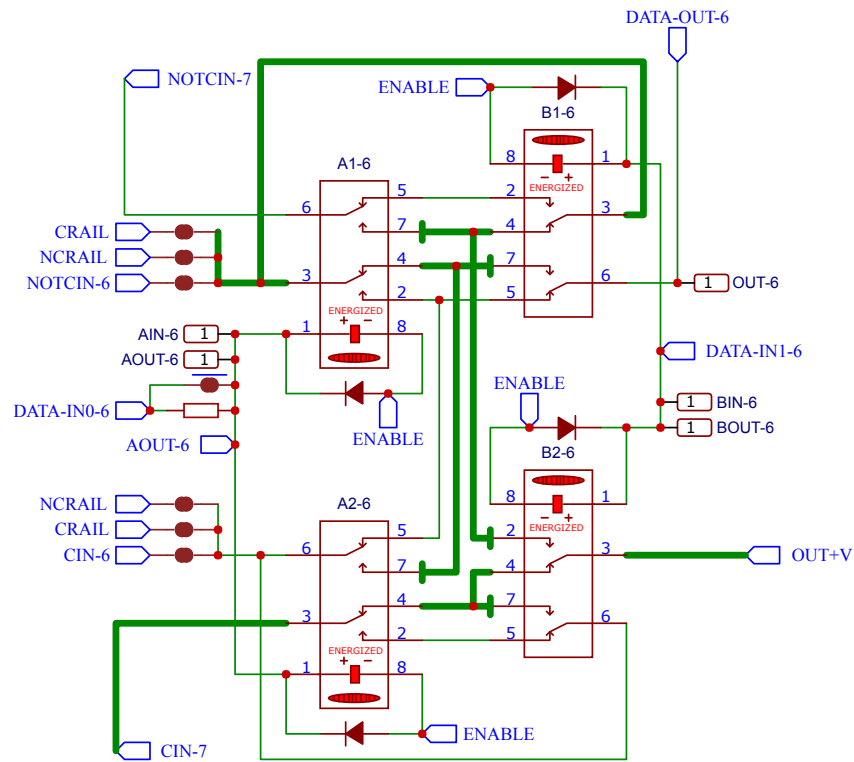 DATA-OUT-6
NOTCIN-7
ENABLE
B1-6
8 1
- +
ENERGIZED
A1-6
5 2
6 3
7 4
CRAIL
NCRAIL
NOTCIN-6
3 4 7 6
2 5
1 OUT-6
ENERGIZED
+ -
1 8
AIN-6 1
AOUT-6 1
DATA-IN1-6
DATA-IN0-6
ENABLE
ENABLE
1 BIN-6
1 BOUT-6
AOUT-6
B2-6
8 1
- +
ENERGIZED
NCRAIL
A2-6
CRAIL
CIN-6
5 2
6 3
7 4
OUT+V
4 7
3 6
2 5
ENERGIZED
+ -
1 8
ENABLE
CIN-7